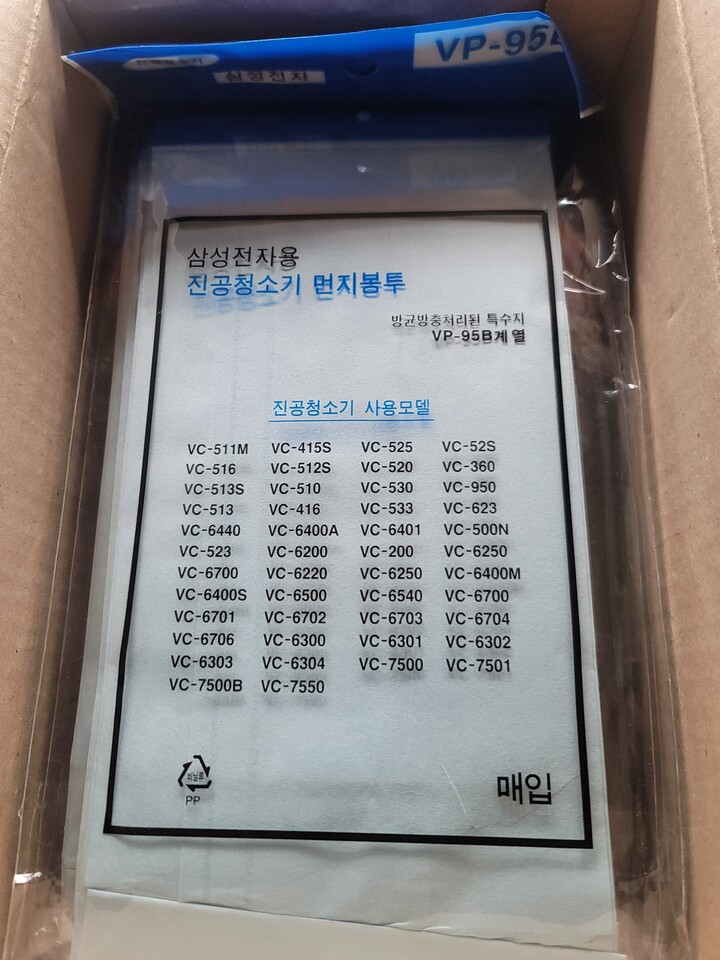 삼성전자
VP-95
삼성전자용
진공청소기 먼지봉투
방균방충처리된 특수지
VP-95B계열
진공청소기 사용모델
VC-511M VC-415S VC-525 VC-52S
VC-516 VC-512S VC-520 VC-360
VC-513S VC-510 VC-530 VC-950
VC-513 VC-416 VC-533 VC-623
VC-6440 VC-6400A VC-6401 VC-500N
VC-523 VC-6200 VC-200 VC-6250
VC-6700 VC-6220 VC-6250 VC-6400M
VC-6400S VC-6500 VC-6540 VC-6700
VC-6701 VC-6702 VC-6703 VC-6704
VC-6706 VC-6300 VC-6301 VC-6302
VC-6303 VC-6304 VC-7500 VC-7501
VC-7500B VC-7550
비닐류
PP
매입